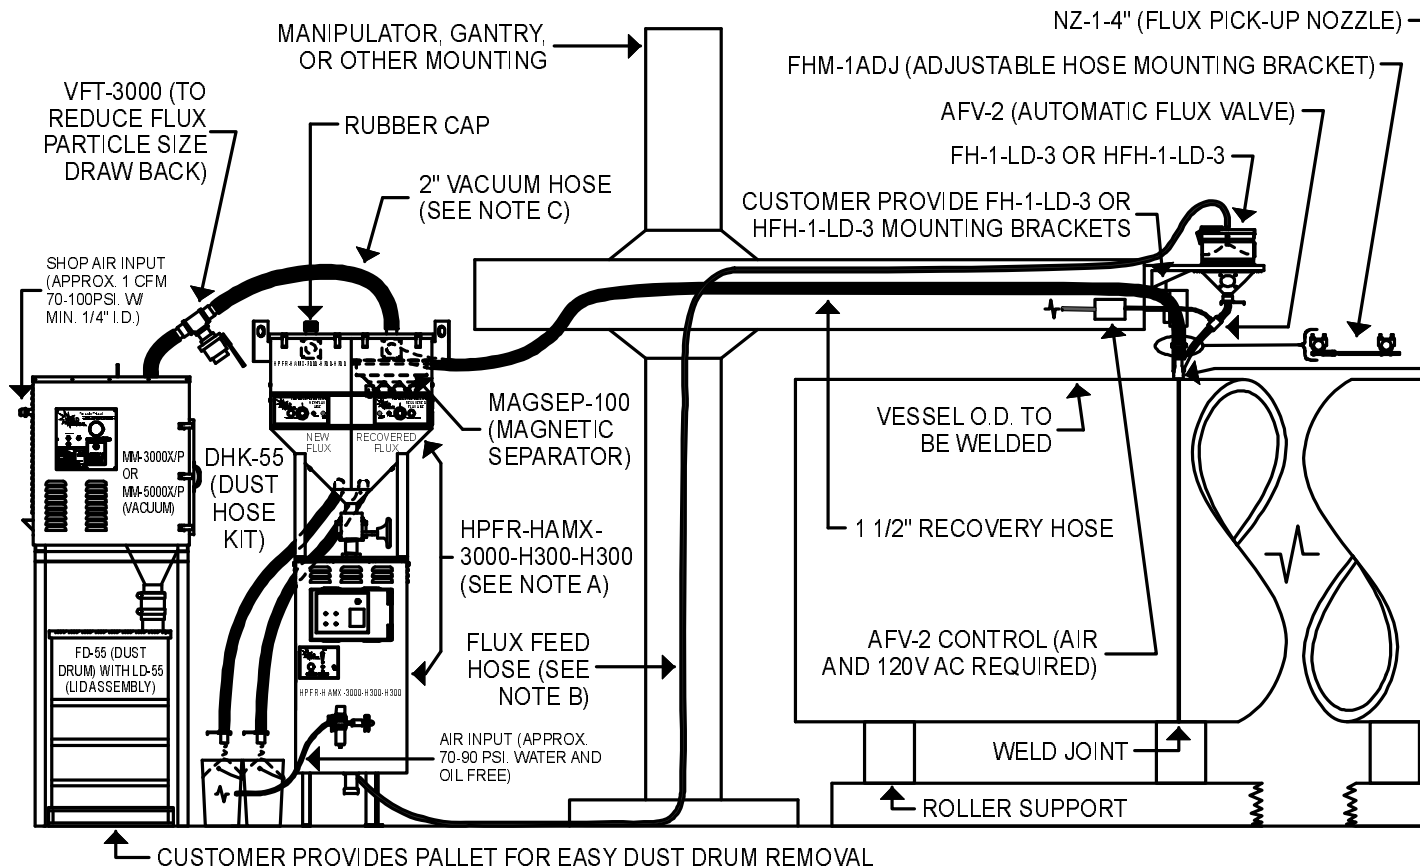 NZ-1-4" (FLUX PICK-UP NOZZLE)
MANIPULATOR, GANTRY,
OR OTHER MOUNTING
FHM-1ADJ (ADJUSTABLE HOSE MOUNTING BRACKET)
VFT-3000 (TO
REDUCE FLUX
PARTICLE SIZE
DRAW BACK)
RUBBER CAP
AFV-2 (AUTOMATIC FLUX VALVE)
FH-1-LD-3 OR HFH-1-LD-3
2" VACUUM HOSE
(SEE NOTE C)
CUSTOMER PROVIDE FH-1-LD-3 OR
HFH-1-LD-3 MOUNTING BRACKETS
SHOP AIR INPUT
(APPROX. 1 CFM
70-100PSI. W/
MIN. 1/4" I.D.)
MAGSEP-100
(MAGNETIC
SEPARATOR)
VESSEL O.D. TO
BE WELDED
NEW
FLUX
RECOVERED
FLUX
MM-3000X/P
OR
MM-5000X/P
(VACUUM)
DHK-55
(DUST
HOSE
KIT)
HPFR-HAMX-
3000-H300-H300
(SEE NOTE A)
1 1/2" RECOVERY HOSE
FLUX FEED
HOSE (SEE
NOTE B)
AFV-2 CONTROL (AIR
AND 120V AC REQUIRED)
FD-55 (DUST
DRUM) WITH LD-55
(LID ASSEMBLY)
HPFR-HAMX-3000-H300-H300
AIR INPUT (APPROX.
70-90 PSI. WATER AND
OIL FREE)
WELD JOINT
ROLLER SUPPORT
CUSTOMER PROVIDES PALLET FOR EASY DUST DRUM REMOVAL